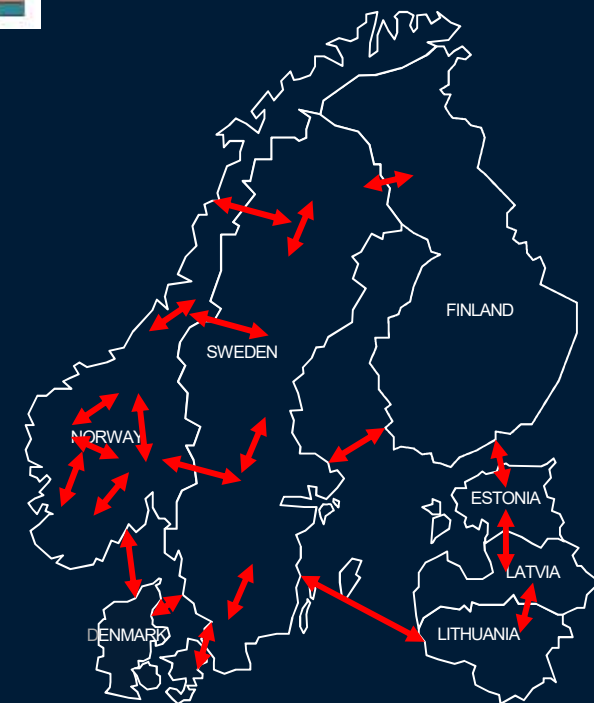 FINLAND
SWEDEN
NORWAY
ESTONIA
LATVIA
DENMARK
LITHUANIA